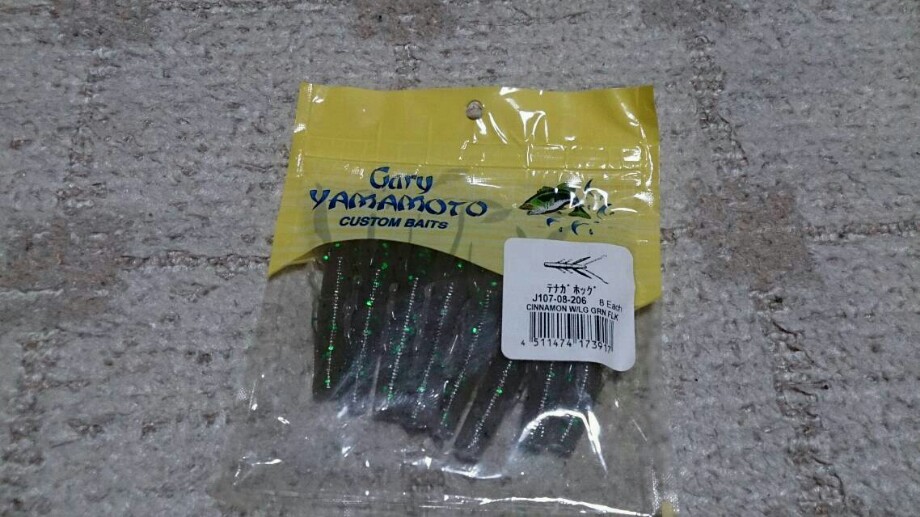 Gary
YAMAMOTO
CUSTOM BAITS
テナガ ホッグ
J107-08-206 8 Each
CINNAMON W/LG GRN FLK
4 511474 173917